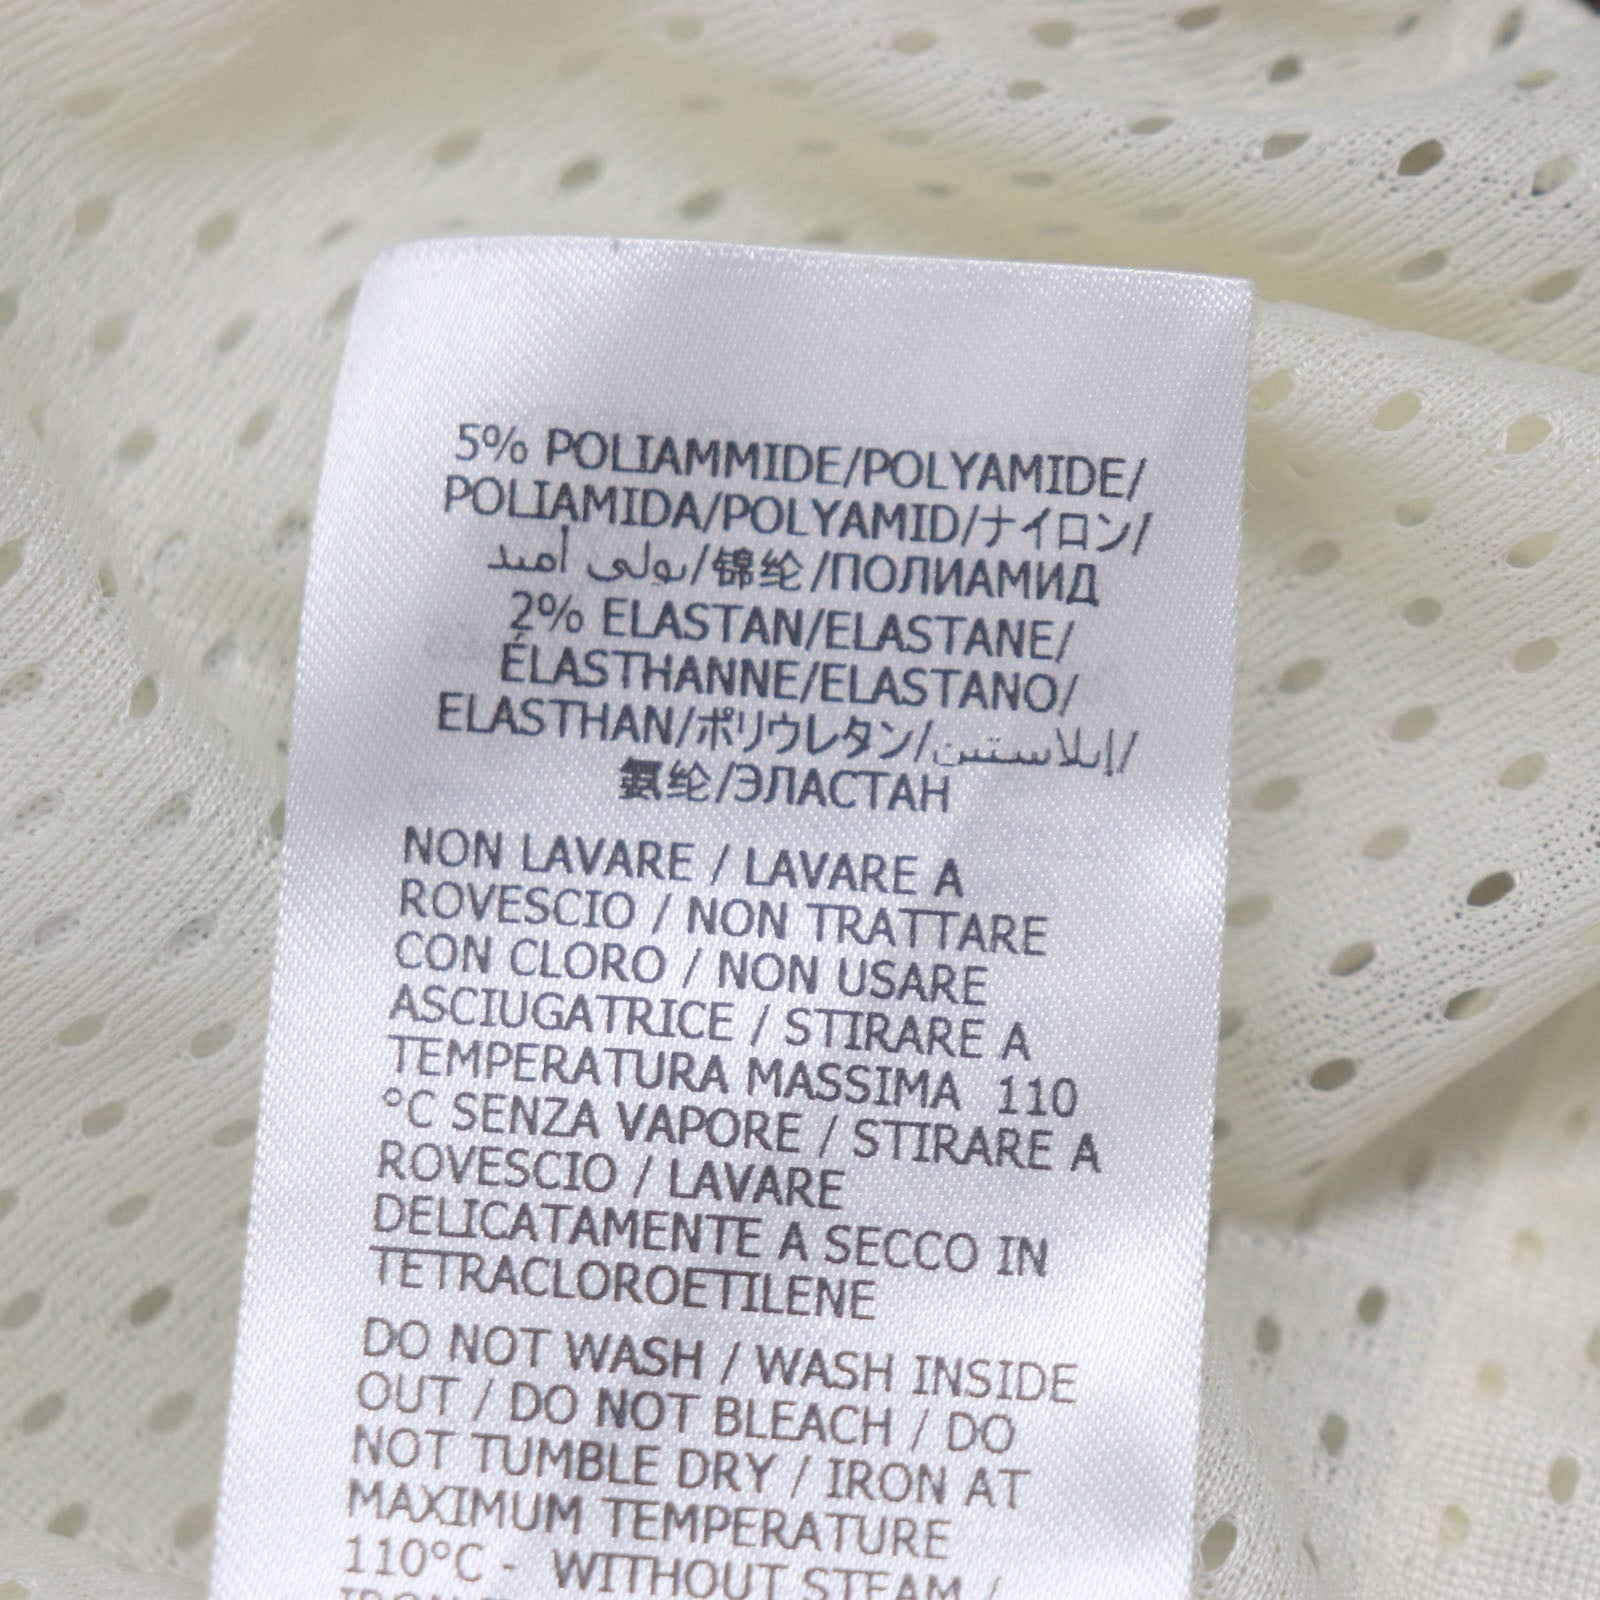 5% POLIAMMIDE/POLYAMIDE/
POLIAMIDA/POLYAMID/ナイロン/
بولي أميد/锦纶/ПОЛИАМИД
2% ELASTAN/ELASTANE/
ÉLASTHANNE/ELASTANO/
ELASTHAN/ポリウレタン/إيلاستين/
氨纶/ЭЛАСТАН
NON LAVARE / LAVARE A
ROVESCIO / NON TRATTARE
CON CLORO / NON USARE
ASCIUGATRICE / STIRARE A
TEMPERATURA MASSIMA 110
°C SENZA VAPORE / STIRARE A
ROVESCIO / LAVARE
DELICATAMENTE A SECCO IN
TETRACLOROETILENE
DO NOT WASH / WASH INSIDE
OUT / DO NOT BLEACH / DO
NOT TUMBLE DRY / IRON AT
MAXIMUM TEMPERATURE
110°C - WITHOUT STEAM /